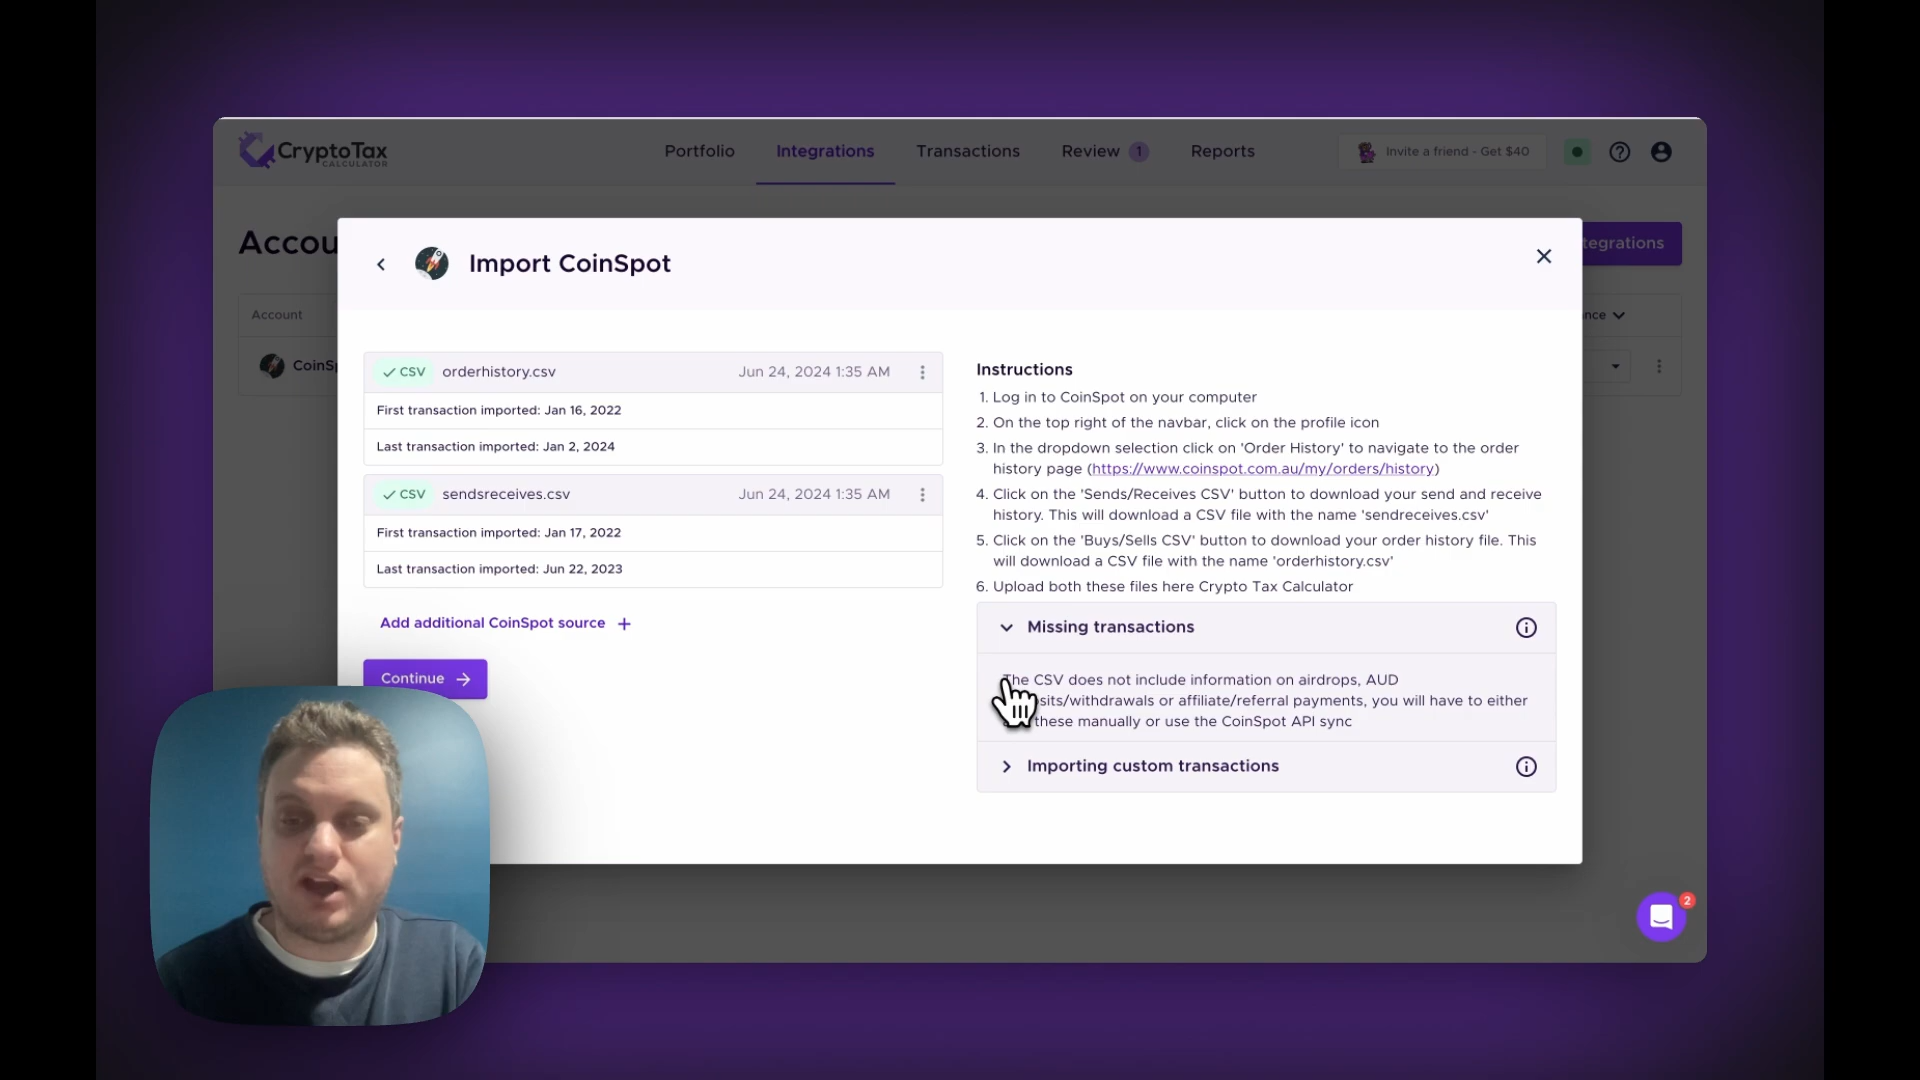 CryptoTax
CALCULATOR
Portfolio
Integrations
Transactions
Review 1
Reports
Invite a friend - Get $40
Accou
tegrations
Account
nce
CoinSp
Import CoinSpot
CSV orderhistory.csv Jun 24, 2024 1:35 AM
First transaction imported: Jan 16, 2022
Last transaction imported: Jan 2, 2024
CSV sendsreceives.csv Jun 24, 2024 1:35 AM
First transaction imported: Jan 17, 2022
Last transaction imported: Jun 22, 2023
Add additional CoinSpot source +
Continue
Instructions
1. Log in to CoinSpot on your computer
2. On the top right of the navbar, click on the profile icon
3. In the dropdown selection click on 'Order History' to navigate to the order
history page (https://www.coinspot.com.au/my/orders/history)
4. Click on the 'Sends/Receives CSV' button to download your send and receive
history. This will download a CSV file with the name 'sendreceives.csv'
5. Click on the 'Buys/Sells CSV' button to download your order history file. This
will download a CSV file with the name 'orderhistory.csv'
6. Upload both these files here Crypto Tax Calculator
Missing transactions
The CSV does not include information on airdrops, AUD
sits/withdrawals or affiliate/referral payments, you will have to either
these manually or use the CoinSpot API sync
Importing custom transactions
2